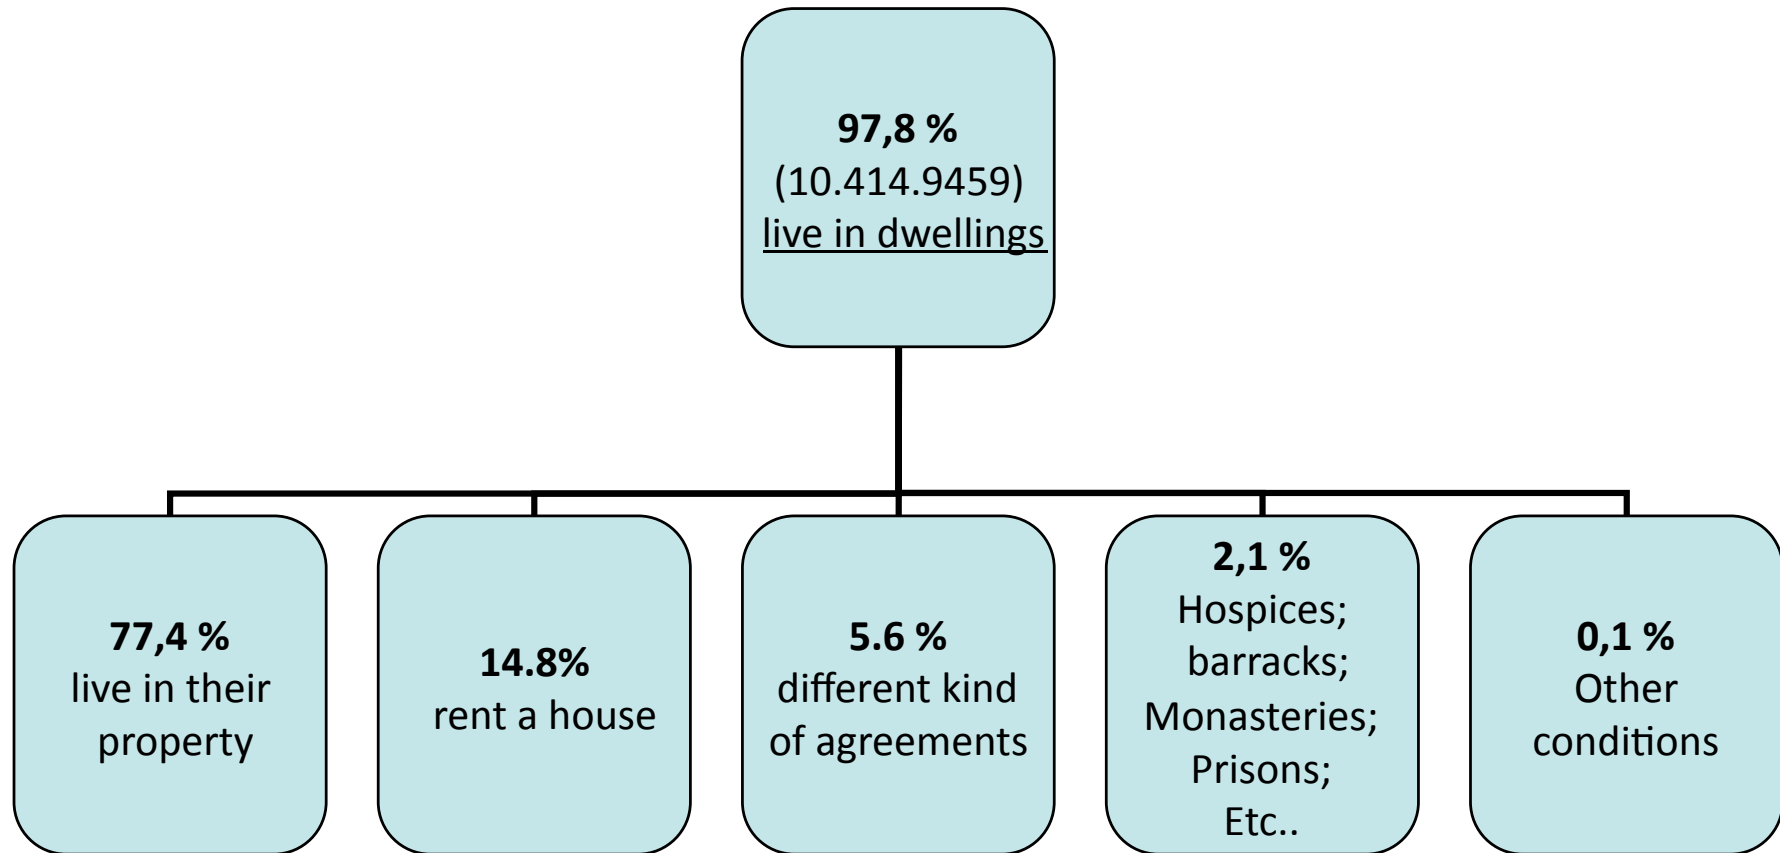 97,8 %
(10.414.9459)
live in dwellings
77,4 %
live in their
property
14.8%
rent a house
5.6 %
different kind
of agreements
2,1 %
Hospices;
barracks;
Monasteries;
Prisons;
Etc..
0,1 %
Other
conditions